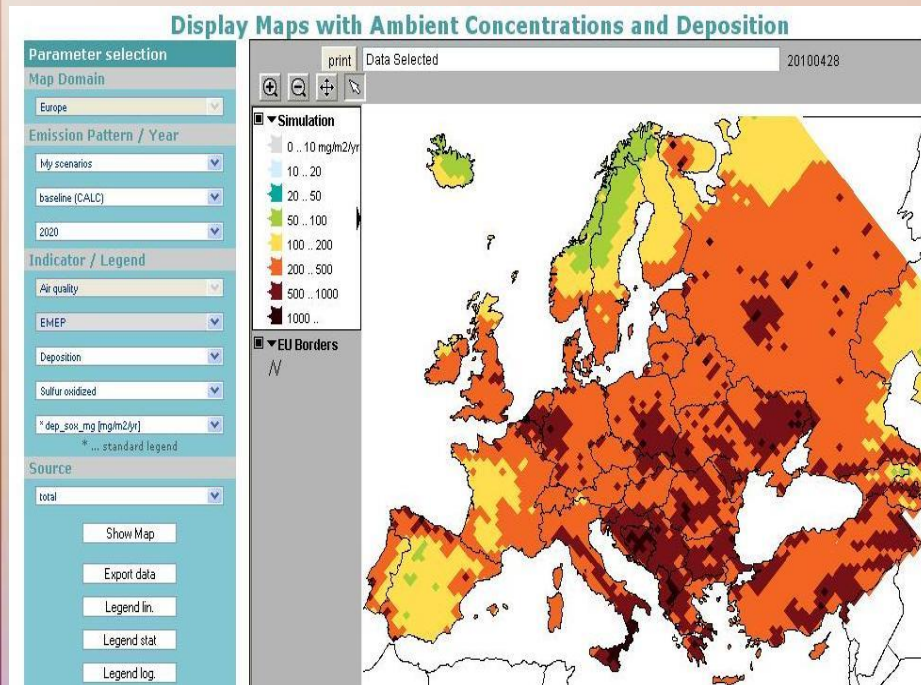 Display Maps with Ambient Concentrations and Deposition
Parameter selection
Map Domain
Europe
Emission Pattern / Year
My scenarios
baseline (CALC)
2020
Indicator / Legend
Air quality
EMEP
Deposition
Sulfur oxidized
* dep_sox_mg [mg/m2/yr]
* ... standard legend
Source
total
Show Map
Export data
Legend lin.
Legend stat
Legend log.
print Data Selected 20100428
Simulation
0 .. 10 mg/m2/yr
10 .. 20
20 .. 50
50 .. 100
100 .. 200
200 .. 500
500 .. 1000
1000 ..
EU Borders